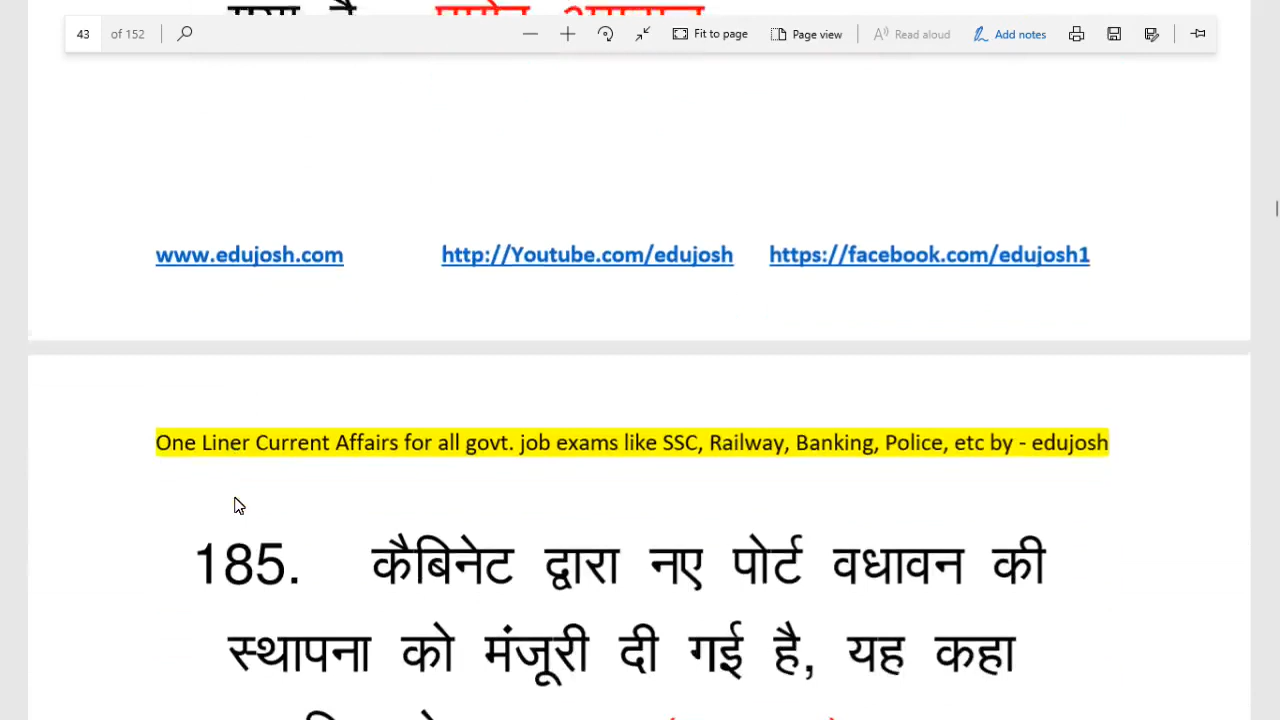 43 of 152 Fit to page Page view Read aloud Add notes
www.edujosh.com http://Youtube.com/edujosh https://facebook.com/edujosh1
One Liner Current Affairs for all govt. job exams like SSC, Railway, Banking, Police, etc by - edujosh
185. कैबिनेट द्वारा नए पोर्ट वधावन की
स्थापना को मंजूरी दी गई है, यह कहा